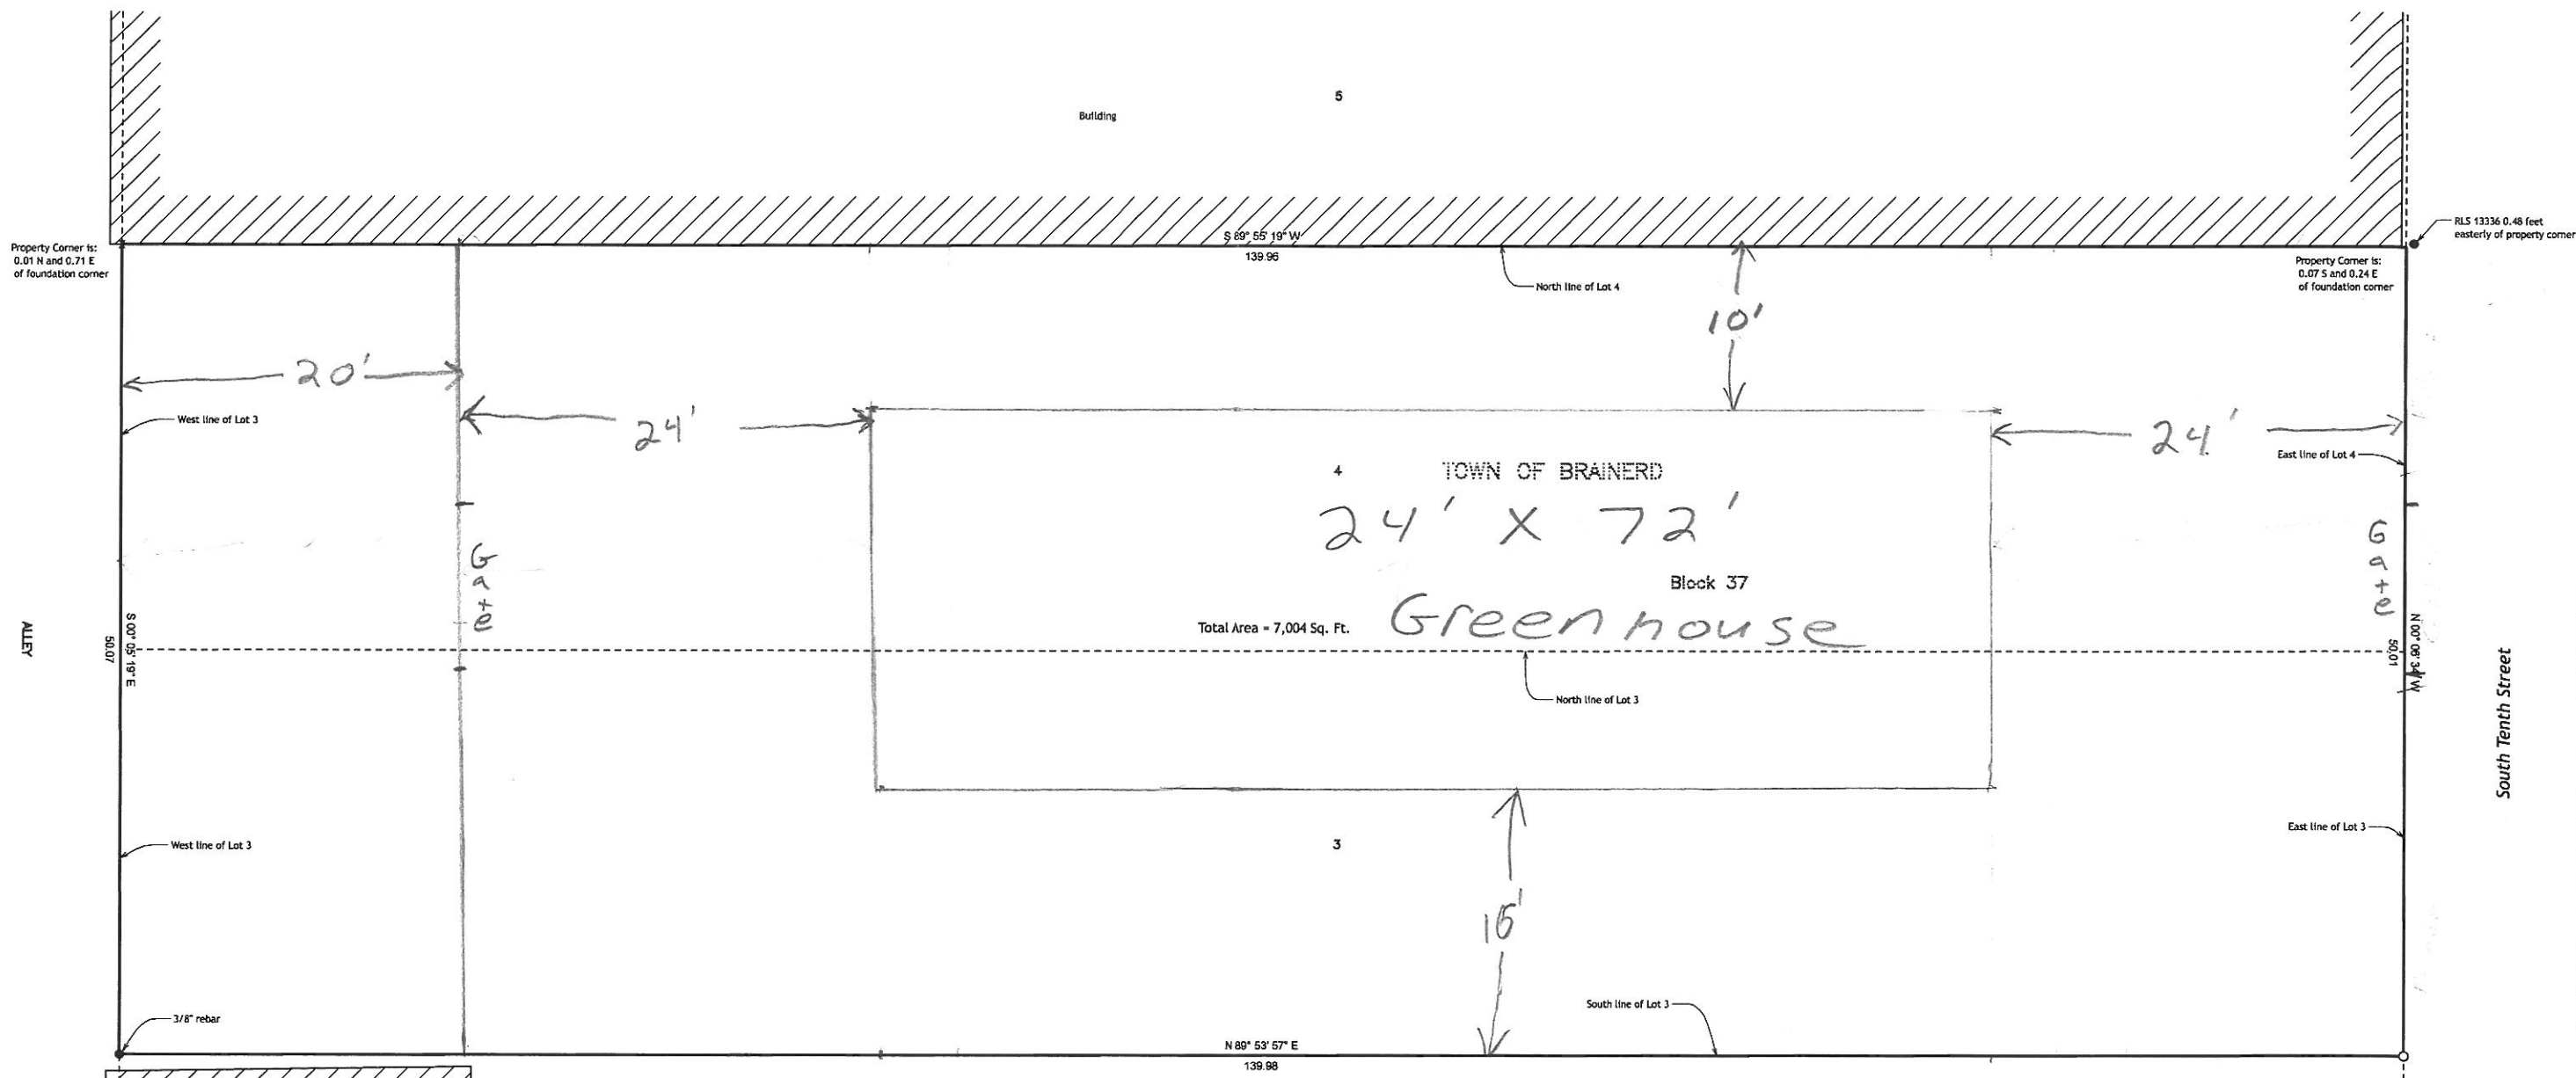 5
Building
RLS 13336 0.48 feet
easterly of property corner
Property Corner is:
0.01 N and 0.71 E
of foundation corner
S 89° 55' 19" W
139.96
North line of Lot 4
Property Corner is:
0.07 S and 0.24 E
of foundation corner
10'
20'
West line of Lot 3
24'
24'
East line of Lot 4
4
TOWN OF BRAINERD
24' X 72'
Gate
Gate
Block 37
Total Area = 7,004 Sq. Ft.
Greenhouse
ALLEY
50.07
S 00° 05' 19" E
50.01
N 00° 06' 34" W
South Tenth Street
North line of Lot 3
East line of Lot 3
West line of Lot 3
3
South line of Lot 3
3/8" rebar
N 89° 53' 57" E
139.98